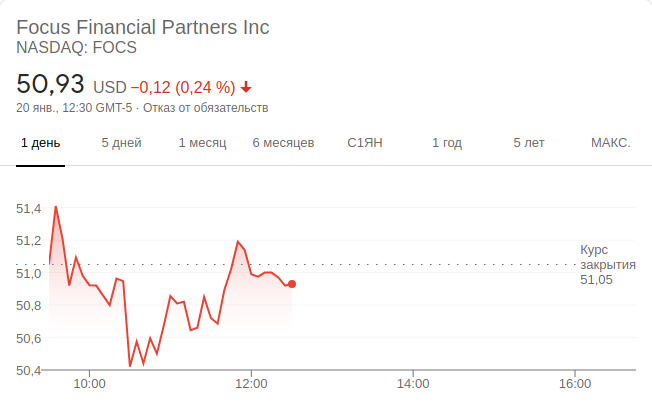 Focus Financial Partners Inc
NASDAQ: FOCS
50,93 USD −0,12 (0,24 %)
20 янв., 12:30 GMT-5 · Отказ от обязательств
1 день 5 дней 1 месяц 6 месяцев С1ЯН 1 год 5 лет МАКС.
51,4
51,2
51,0
50,8
50,6
50,4
Курс
закрытия
51,05
10:00 12:00 14:00 16:00